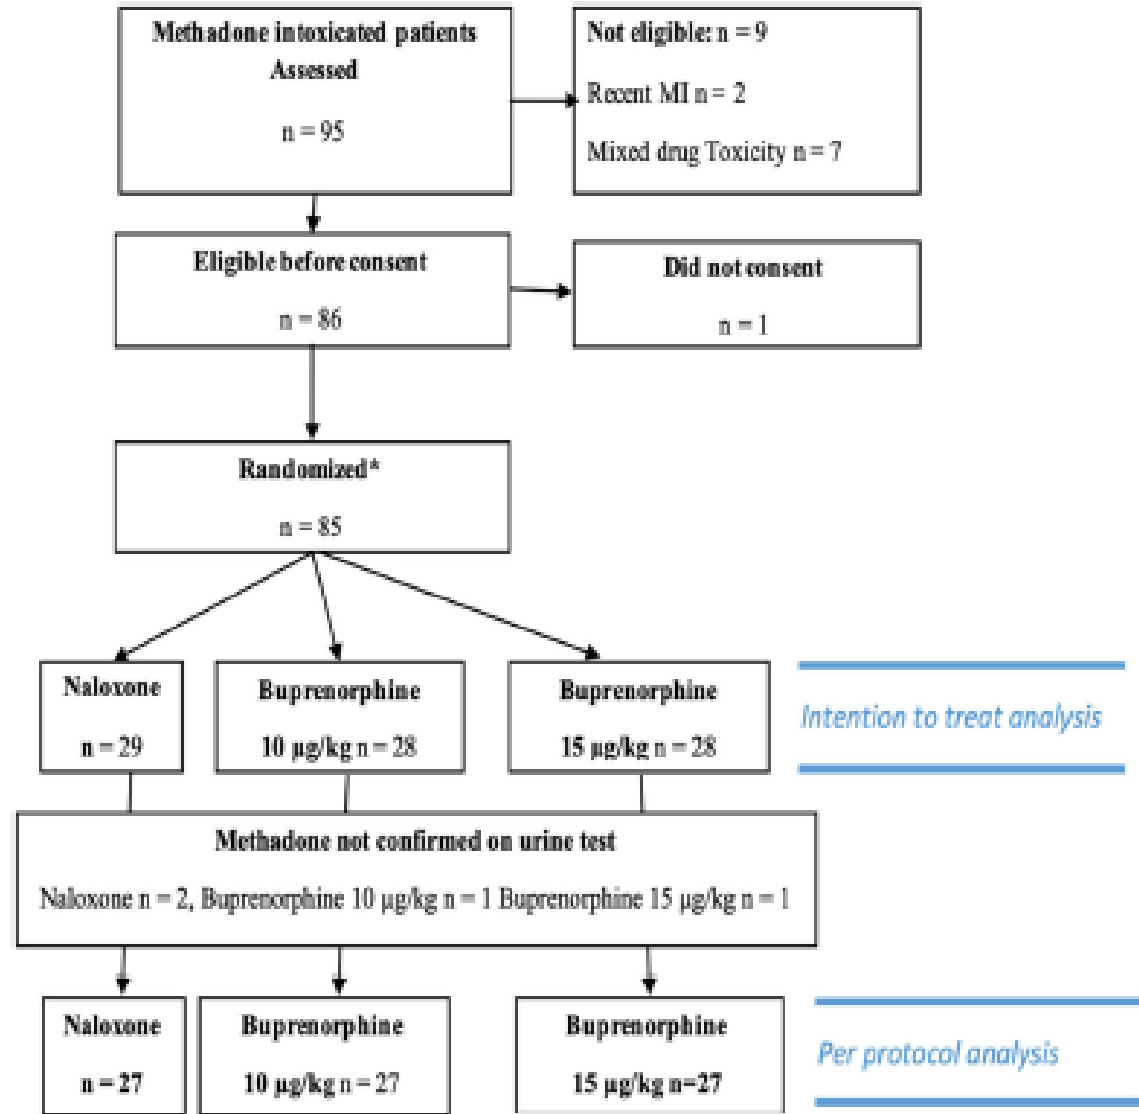 Methadone intoxicated patients
Assessed
n = 95
Not eligible: n = 9
Recent MI n = 2
Mixed drug Toxicity n = 7
Eligible before consent
n = 86
Did not consent
n = 1
Randomized*
n = 85
Naloxone
n = 29
Buprenorphine
10 µg/kg n = 28
Buprenorphine
15 µg/kg n = 28
Intention to treat analysis
Methadone not confirmed on urine test
Naloxone n = 2, Buprenorphine 10 µg/kg n = 1 Buprenorphine 15 µg/kg n = 1
Naloxone
n = 27
Buprenorphine
10 µg/kg n = 27
Buprenorphine
15 µg/kg n=27
Per protocol analysis